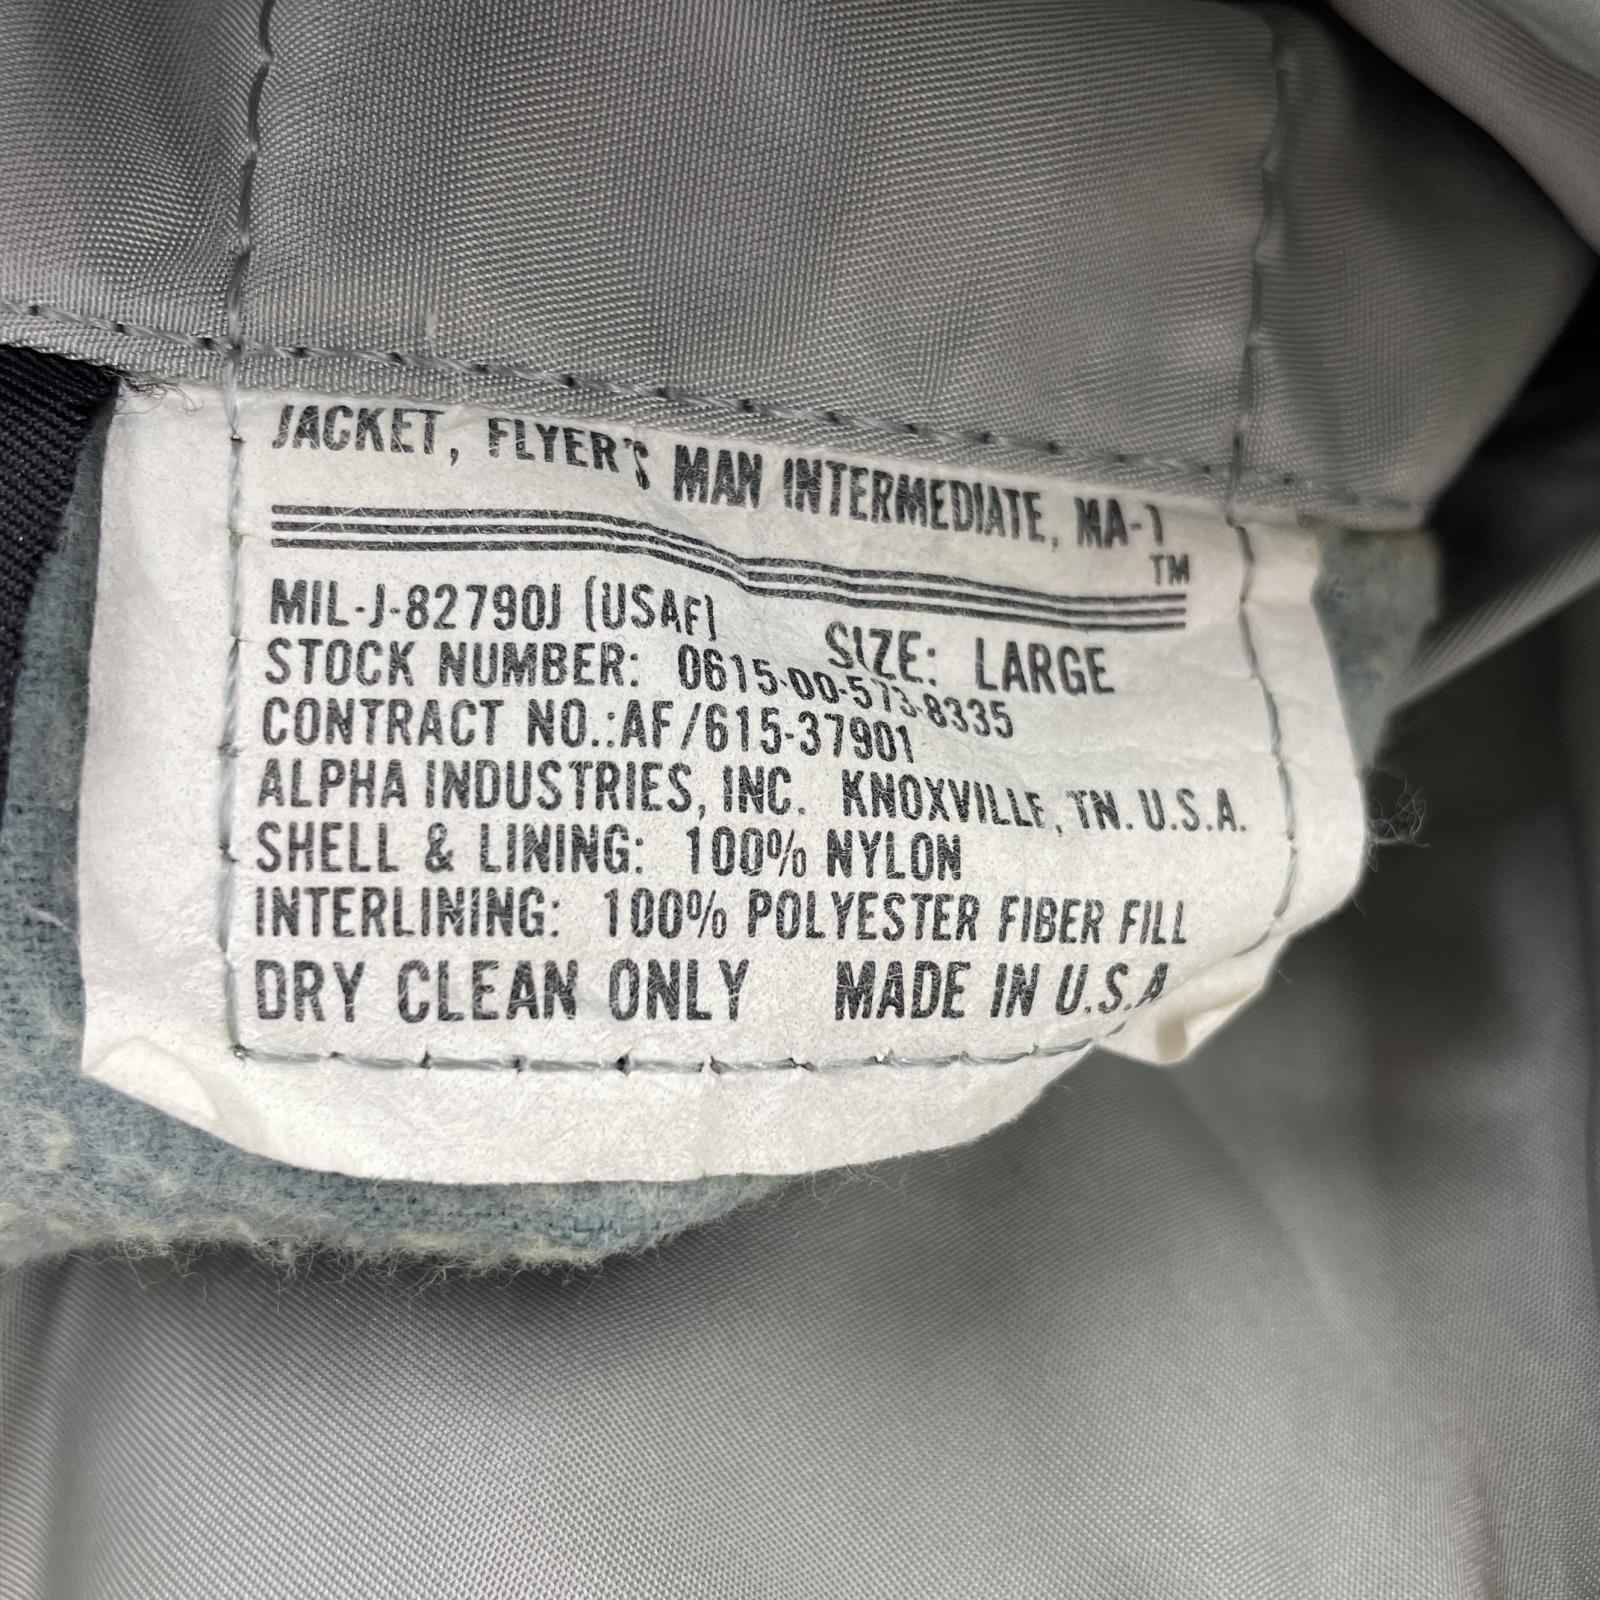 JACKET, FLYER'S MAN INTERMEDIATE, MA-1
TM
MIL-J-82790J (USAF) SIZE: LARGE
STOCK NUMBER: 0615-00-573-8335
CONTRACT NO.:AF/615-37901
ALPHA INDUSTRIES, INC. KNOXVILLE, TN. U.S.A.
SHELL & LINING: 100% NYLON
INTERLINING: 100% POLYESTER FIBER FILL
DRY CLEAN ONLY MADE IN U.S.A